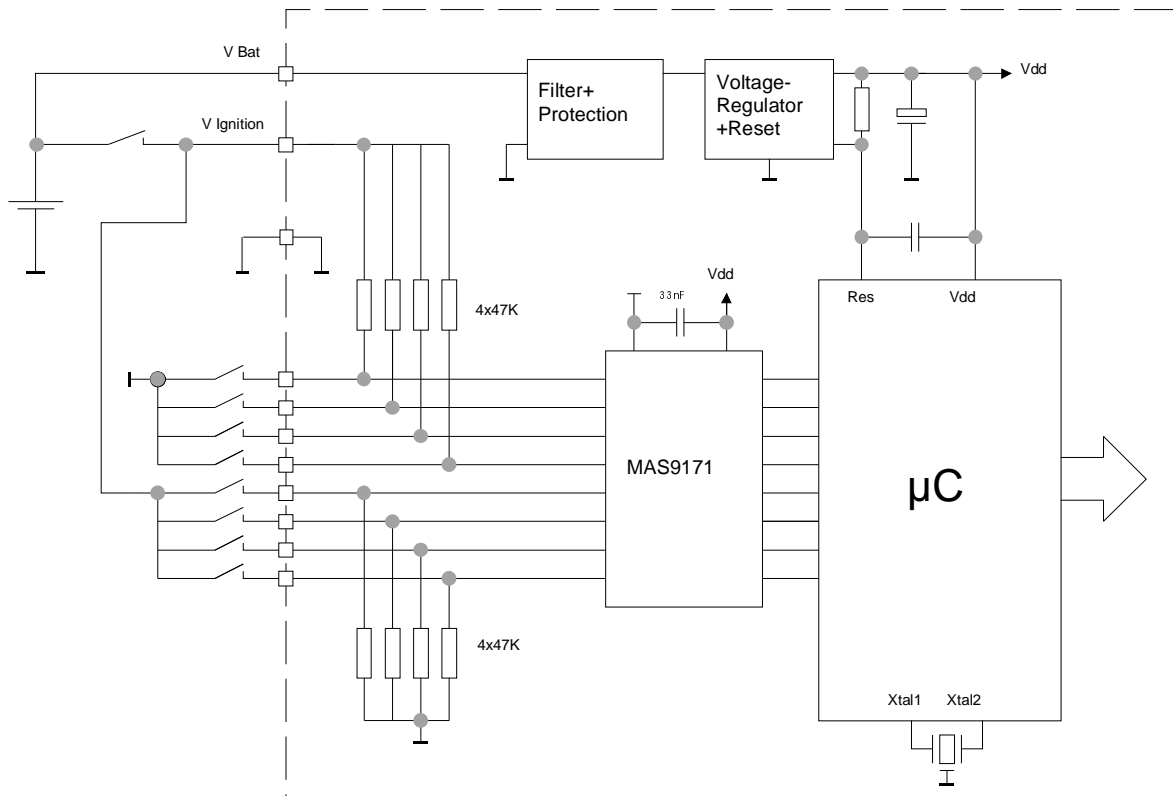 V Bat
Filter+
Protection
Voltage-
Regulator
+Reset
Vdd
V Ignition
Res
Vdd
4x47K
33nF
Vdd
MAS9171
µC
4x47K
Xtal1
Xtal2